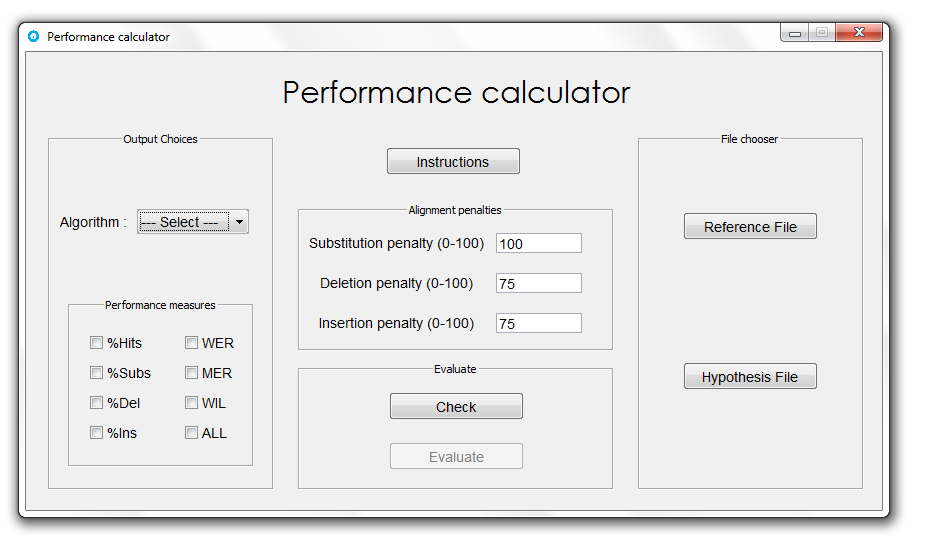 Performance calculator
Performance calculator
Output Choices
Algorithm :
--- Select ---
Performance measures
%Hits
WER
%Subs
MER
%Del
WIL
%Ins
ALL
Instructions
Alignment penalties
Substitution penalty (0-100)
100
Deletion penalty (0-100)
75
Insertion penalty (0-100)
75
Evaluate
Check
Evaluate
File chooser
Reference File
Hypothesis File